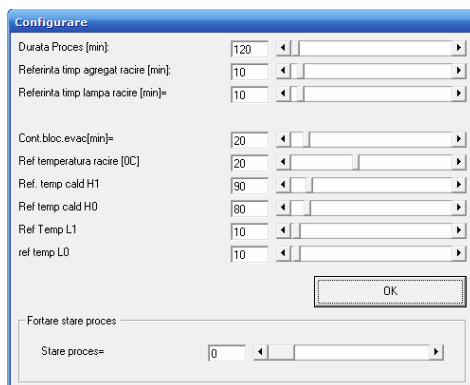 Configurare
Durata Proces [min]: 120
Referinta timp agregat racire [min]: 10
Referinta timp lampa racire [min]= 10
Cont.bloc.evac[min]= 20
Ref temperatura racire [0C] 20
Ref. temp cald H1 90
Ref temp cald H0 80
Ref Temp L1 10
ref temp L0 10
OK
Fortare stare proces
Stare proces= 0